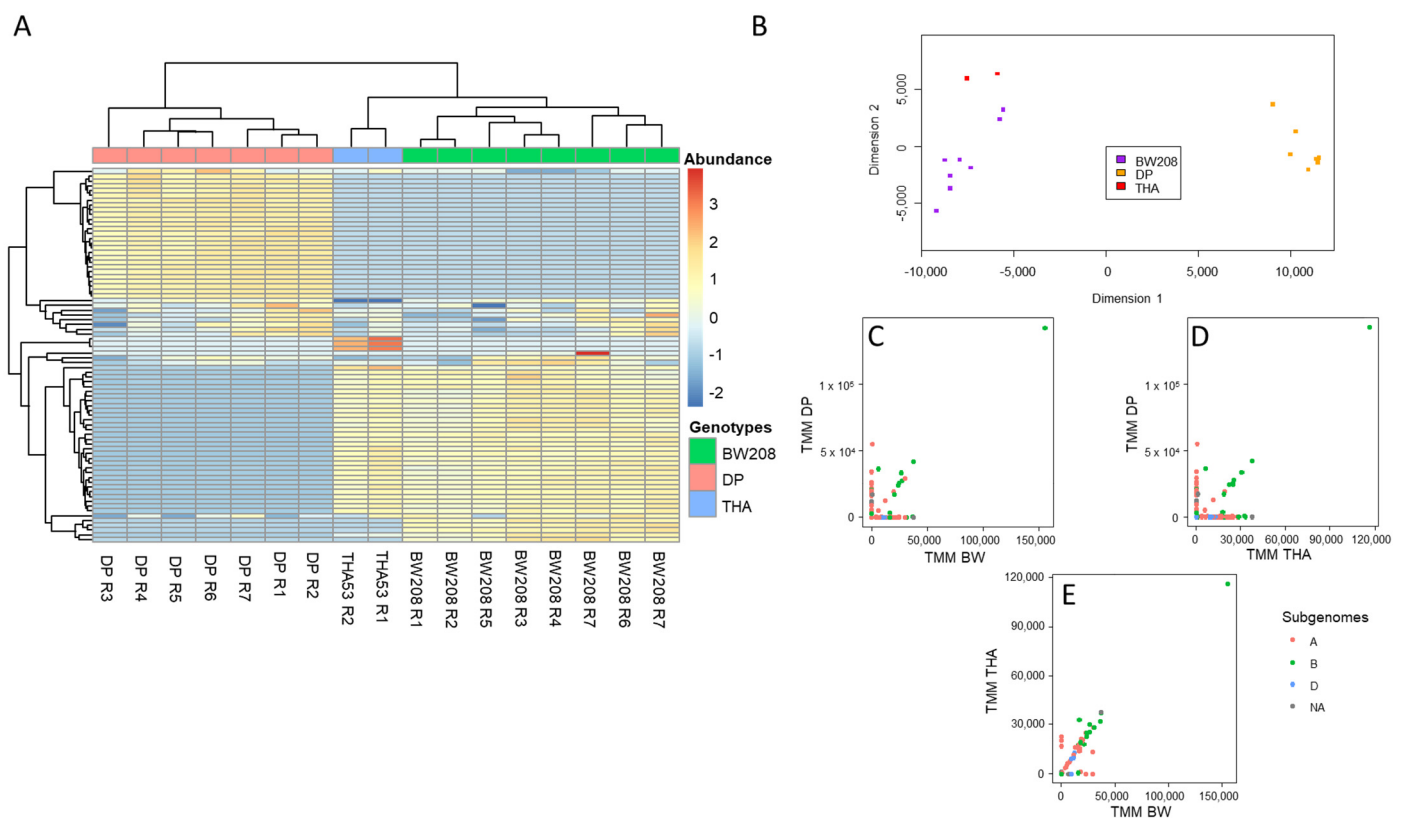 A
Abundance
3
2
1
0
-1
-2
Genotypes
BW208
DP
THA
DP R3
DP R4
DP R5
DP R6
DP R7
DP R1
DP R2
THA53 R2
THA53 R1
BW208 R1
BW208 R2
BW208 R5
BW208 R3
BW208 R4
BW208 R7
BW208 R6
BW208 R7
B
Dimension 2
5,000
0
-5,000
BW208
DP
THA
-10,000 -5,000 0 5,000 10,000
Dimension 1
C
TMM DP
1 x 10⁵
5 x 10⁴
0
0 50,000 100,000 150,000
TMM BW
D
TMM DP
1 x 10⁵
5 x 10⁴
0
0 30,000 60,000 90,000 120,000
TMM THA
E
TMM THA
120,000
90,000
60,000
30,000
0
0 50,000 100,000 150,000
TMM BW
Subgenomes
A
B
D
NA